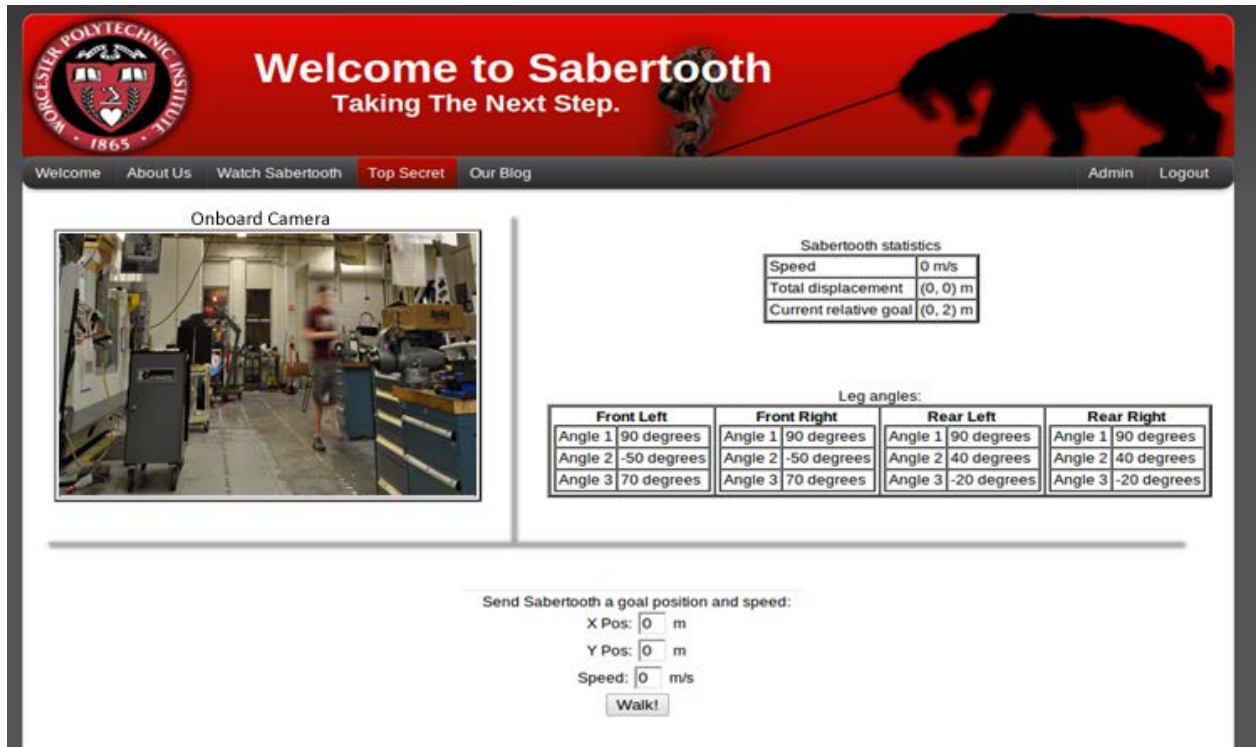 WORCESTER POLYTECHNIC INSTITUTE
1865
Welcome to Sabertooth
Taking The Next Step.
Welcome About Us Watch Sabertooth Top Secret Our Blog Admin Logout
Onboard Camera
Sabertooth statistics
Speed 0 m/s
Total displacement (0, 0) m
Current relative goal (0, 2) m
Leg angles:
Front Left Front Right Rear Left Rear Right
Angle 1 90 degrees Angle 1 90 degrees Angle 1 90 degrees Angle 1 90 degrees
Angle 2 -50 degrees Angle 2 -50 degrees Angle 2 40 degrees Angle 2 40 degrees
Angle 3 70 degrees Angle 3 70 degrees Angle 3 -20 degrees Angle 3 -20 degrees
Send Sabertooth a goal position and speed:
X Pos: 0 m
Y Pos: 0 m
Speed: 0 m/s
Walk!